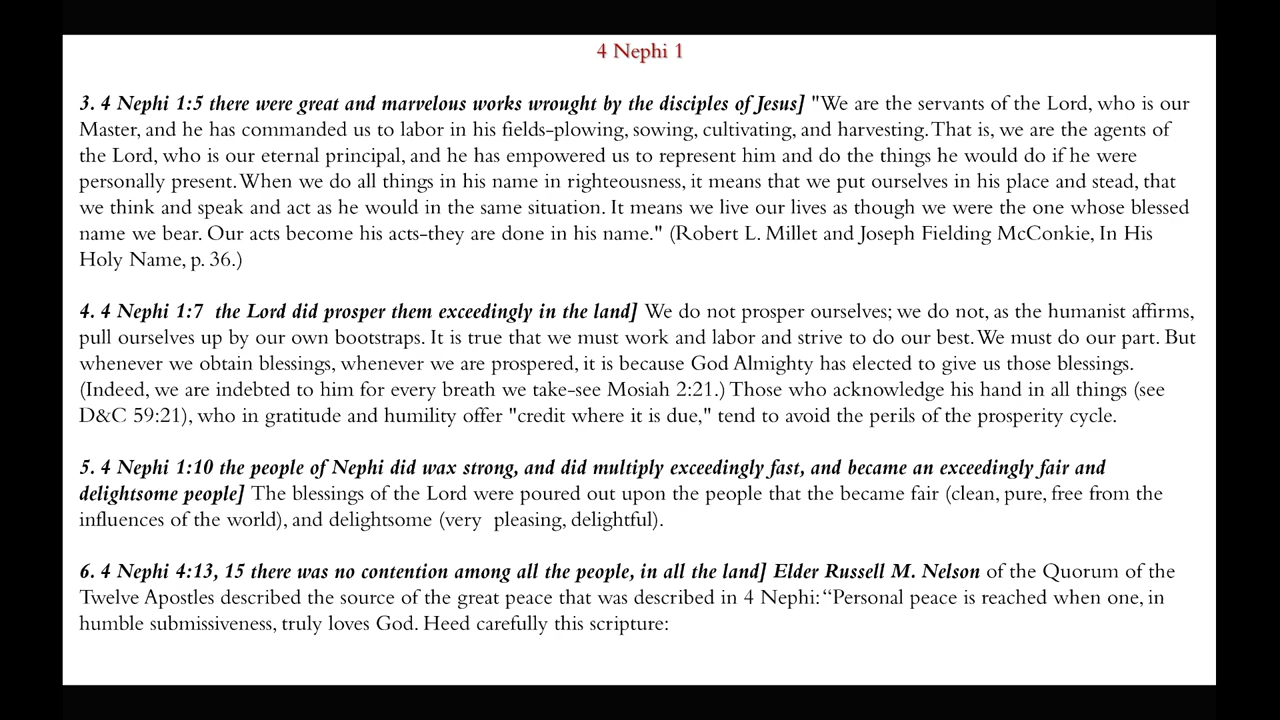 4 Nephi 1
3. 4 Nephi 1:5 there were great and marvelous works wrought by the disciples of Jesus] "We are the servants of the Lord, who is our
Master, and he has commanded us to labor in his fields-plowing, sowing, cultivating, and harvesting. That is, we are the agents of
the Lord, who is our eternal principal, and he has empowered us to represent him and do the things he would do if he were
personally present. When we do all things in his name in righteousness, it means that we put ourselves in his place and stead, that
we think and speak and act as he would in the same situation. It means we live our lives as though we were the one whose blessed
name we bear. Our acts become his acts-they are done in his name." (Robert L. Millet and Joseph Fielding McConkie, In His
Holy Name, p. 36.)
4. 4 Nephi 1:7 the Lord did prosper them exceedingly in the land] We do not prosper ourselves; we do not, as the humanist affirms,
pull ourselves up by our own bootstraps. It is true that we must work and labor and strive to do our best. We must do our part. But
whenever we obtain blessings, whenever we are prospered, it is because God Almighty has elected to give us those blessings.
(Indeed, we are indebted to him for every breath we take-see Mosiah 2:21.) Those who acknowledge his hand in all things (see
D&C 59:21), who in gratitude and humility offer "credit where it is due," tend to avoid the perils of the prosperity cycle.
5. 4 Nephi 1:10 the people of Nephi did wax strong, and did multiply exceedingly fast, and became an exceedingly fair and
delightsome people] The blessings of the Lord were poured out upon the people that the became fair (clean, pure, free from the
influences of the world), and delightsome (very pleasing, delightful).
6. 4 Nephi 4:13, 15 there was no contention among all the people, in all the land] Elder Russell M. Nelson of the Quorum of the
Twelve Apostles described the source of the great peace that was described in 4 Nephi: “Personal peace is reached when one, in
humble submissiveness, truly loves God. Heed carefully this scripture: